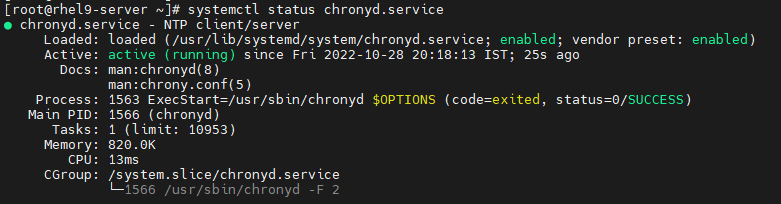 [root@rhel9-server ~]# systemctl status chronyd.service
● chronyd.service - NTP client/server
Loaded: loaded (/usr/lib/systemd/system/chronyd.service; enabled; vendor preset: enabled)
Active: active (running) since Fri 2022-10-28 20:18:13 IST; 25s ago
Docs: man:chronyd(8)
man:chrony.conf(5)
Process: 1563 ExecStart=/usr/sbin/chronyd $OPTIONS (code=exited, status=0/SUCCESS)
Main PID: 1566 (chronyd)
Tasks: 1 (limit: 10953)
Memory: 820.0K
CPU: 13ms
CGroup: /system.slice/chronyd.service
└─1566 /usr/sbin/chronyd -F 2